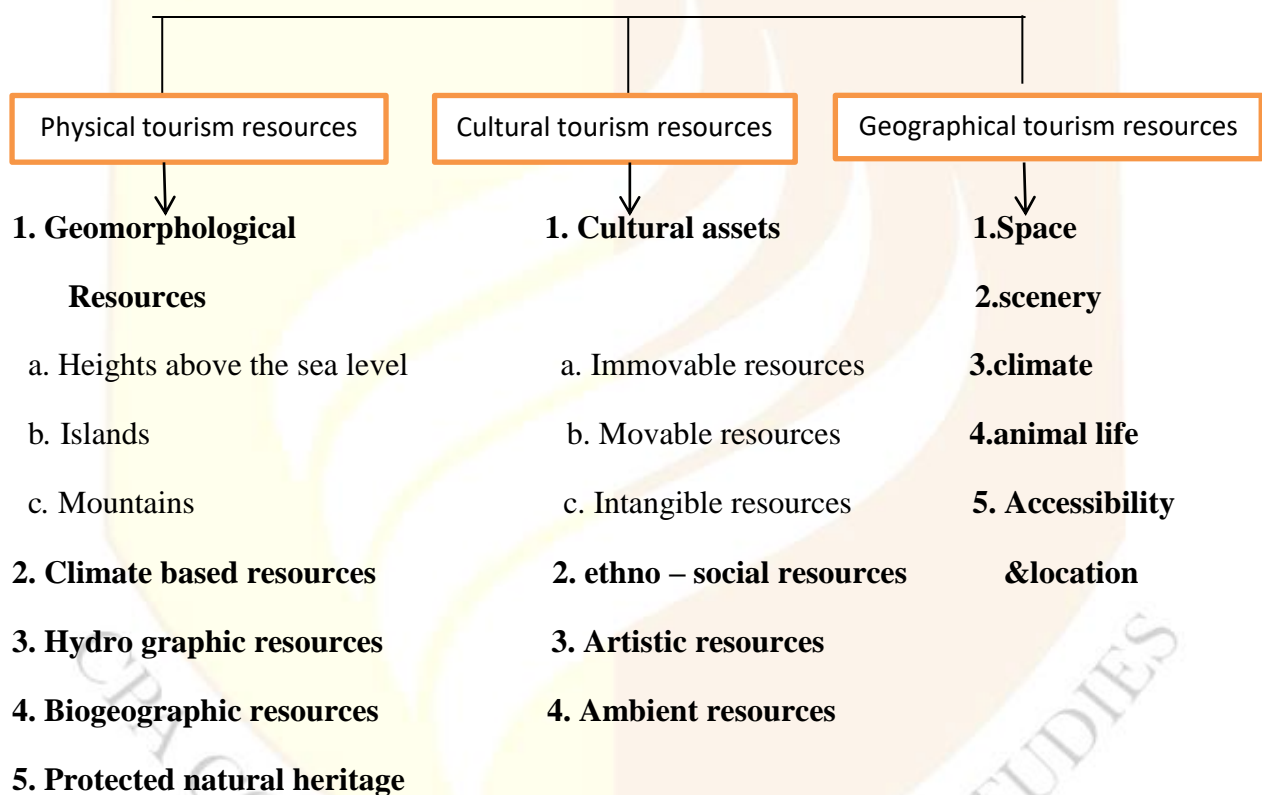 Physical tourism resources
Cultural tourism resources
Geographical tourism resources
1. Geomorphological
Resources
a. Heights above the sea level
b. Islands
c. Mountains
2. Climate based resources
3. Hydro graphic resources
4. Biogeographic resources
5. Protected natural heritage
1. Cultural assets
a. Immovable resources
b. Movable resources
c. Intangible resources
2. ethno – social resources
3. Artistic resources
4. Ambient resources
1.Space
2.scenery
3.climate
4.animal life
5. Accessibility
&location